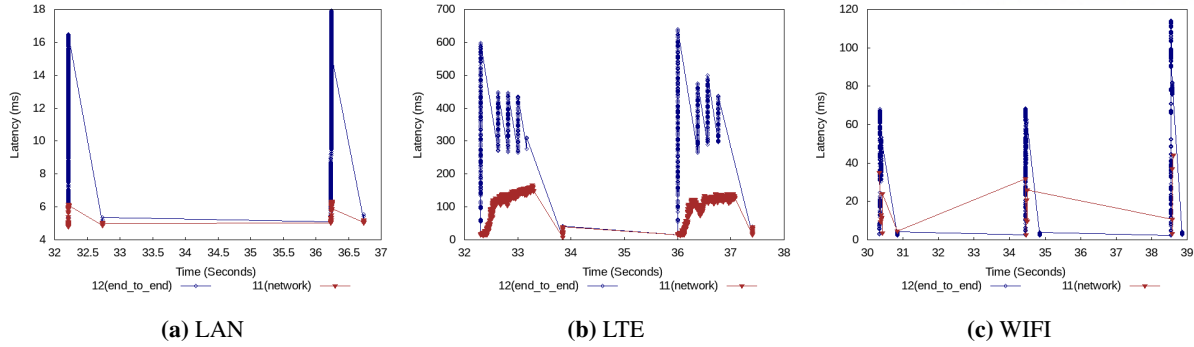 18
16
14
12
10
8
6
4
Latency (ms)
32 32.5 33 33.5 34 34.5 35 35.5 36 36.5 37
Time (Seconds)
12(end_to_end) 11(network)
(a) LAN
700
600
500
400
300
200
100
0
Latency (ms)
32 33 34 35 36 37 38
Time (Seconds)
12(end_to_end) 11(network)
(b) LTE
120
100
80
60
40
20
0
Latency (ms)
30 31 32 33 34 35 36 37 38 39
Time (Seconds)
12(end_to_end) 11(network)
(c) WIFI